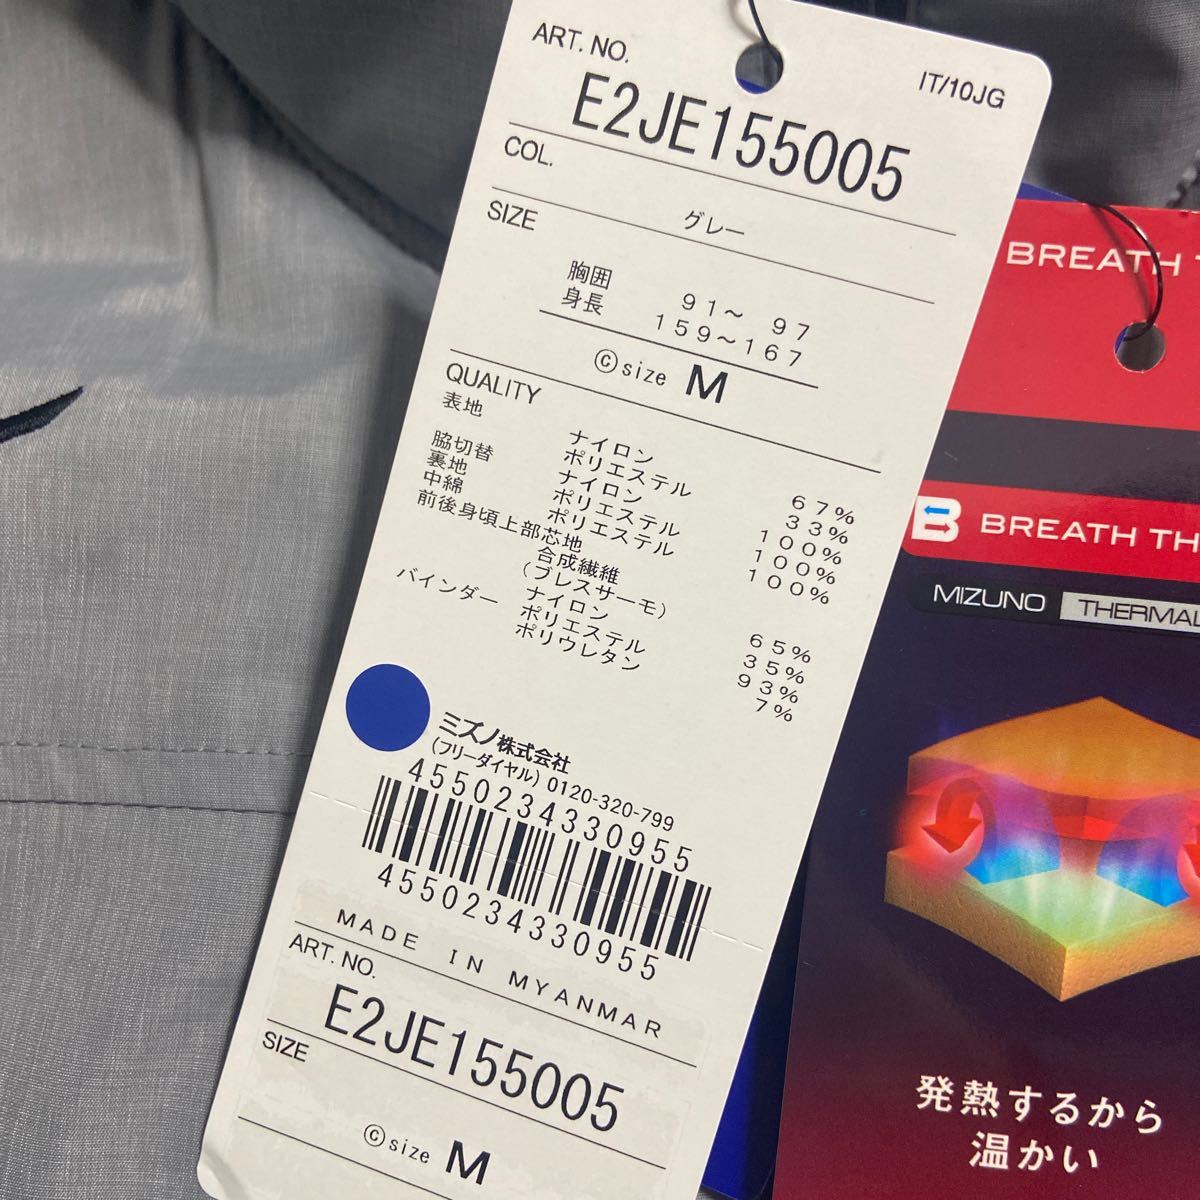 ART. NO.
IT/10JG
E2JE155005
COL.
グレー
SIZE
胸囲 91～ 97
身長 159～167
©size M
QUALITY
表地 ナイロン 67%
ポリエステル 33%
脇切替 ナイロン 100%
裏地 ポリエステル 100%
中綿 ポリエステル 100%
前後身頃上部芯地
合成繊維
(ブレスサーモ) 65%
ナイロン 35%
バインダー ポリエステル 93%
ポリウレタン 7%
ミズノ株式会社
(フリーダイヤル) 0120-320-799
4550234330955
4550234330955
MADE IN MYANMAR
ART. NO.
E2JE155005
SIZE
©size M
BREATH T
B BREATH TH
MIZUNO THERMAL
発熱するから
温かい